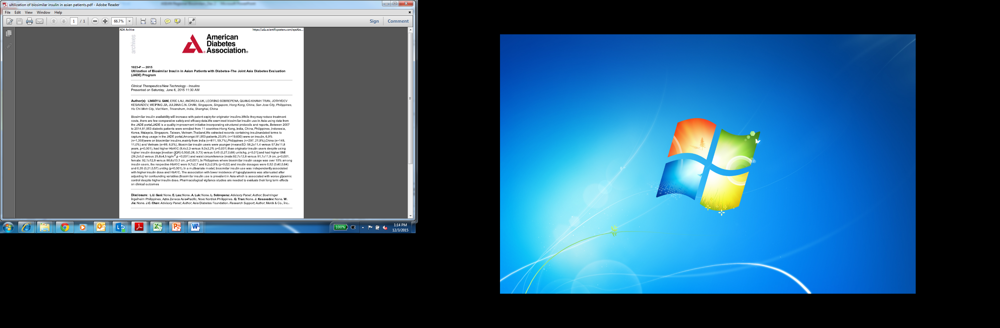 ultilization of biosimilar insulin in asian patients.pdf - Adobe Reader
File Edit View Window Help
1 / 1 66.7% Sign Comment
ADA Archive https://ada.scientificposters.com/epsAbs...
archives
American
Diabetes
Association®
1023-P — 2015
Utilization of Biosimilar Insulin in Asian Patients with Diabetes–The Joint Asia Diabetes Evaluation
(JADE) Program
Clinical Therapeutics/New Technology - Insulins
Presented on Saturday, June 6, 2015 11:30 AM
Author(s): LINSEY U. GANI, ERIC LAU, ANDREA LUK, LEORINO SOBREPENA, QUANG KHANH TRAN, JOTHYDEV
KESAVADEV, WEIPING JIA, JULIANA C.N. CHAN, Singapore, Singapore, Hong Kong, China, San Jose City, Philippines,
Ho Chi Minh City, Viet Nam, Trivandrum, India, Shanghai, China
Biosimilar insulin availability will increase with patent expiry for originator insulins.While they may reduce treatment
costs, there are few comparative safety and efficacy data.We examined biosimilar insulin use in Asia using data from
the JADE portal.JADE is a quality improvement initiative incorporating structured protocols and reports. Between 2007
to 2014,81,953 diabetic patients were enrolled from 11 countries-Hong Kong, India, China, Philippines, Indonesia,
Korea, Malaysia, Singapore, Taiwan, Vietnam,Thailand.We extracted records containing insulin-related terms to
capture drug usage in the JADE portal.Amongst 81,953 patients,23.9% (n=19,600) were on insulin, 6.9%
(n=1,359)were on biosimilar insulins,mainly from India (n=811, 59.7%),Philippines (n=297, 21.9%),China (n=149,
11.0%) and Vietnam (n=89, 6.5%). Biosimilar insulin users were younger (mean±SD: 56.2±11.4 versus 57.9±11.8
years, p<0.001), had higher HbA1C (9.4±2.3 versus 9.0±2.2% p<0.001) than originator insulin users despite using
higher insulin dosage [median (IQR) 0.50(0.28, 0.73) versus 0.45 (0.27,0.68) units/kg, p=0.01] and had higher BMI
(26.2±5.0 versus 25.8±4.5 kg/m2,p <0.001) and waist circumference (male:92.7±12.8 versus 91.1±11.9 cm, p<0.001,
female: 92.1±12.8 versus 88.6±13.1 cm, p<0.001). In Philippines where biosimilar insulin usage was over 10% among
insulin users, the respective HbA1C were 9.7±2.7 and 9.2±2.5% (p=0.02) and insulin dosages were 0.52 (0.40,0.64)
and 0.35 (0.21,0.57) unit/kg (p<0.001). In a multivariate model, biosimilar insulin use was independently associated
with higher insulin dose and HbA1C. The association with lower incidence of hypoglycaemia was attenuated after
adjusting for confounding variables.Biosimilar insulin use is prevalent in Asia which is associated with worse glycemic
control despite higher insulin dose. Pharmacological vigilance studies are needed to evaluate their long term effects
on clinical outcomes
Disclosure: L.U. Gani: None. E. Lau: None. A. Luk: None. L. Sobrepena: Advisory Panel; Author; Boehringer
Ingelheim Philippines, Aztra Zeneca Asia-Pacific, Novo Nordisk Philippines. Q. Tran: None. J. Kesavadev: None. W.
Jia: None. J.C. Chan: Advisory Panel; Author; Asia Diabetes Foundation. Research Support; Author; Merck & Co., Inc..
100% 1:14 PM
12/3/2015